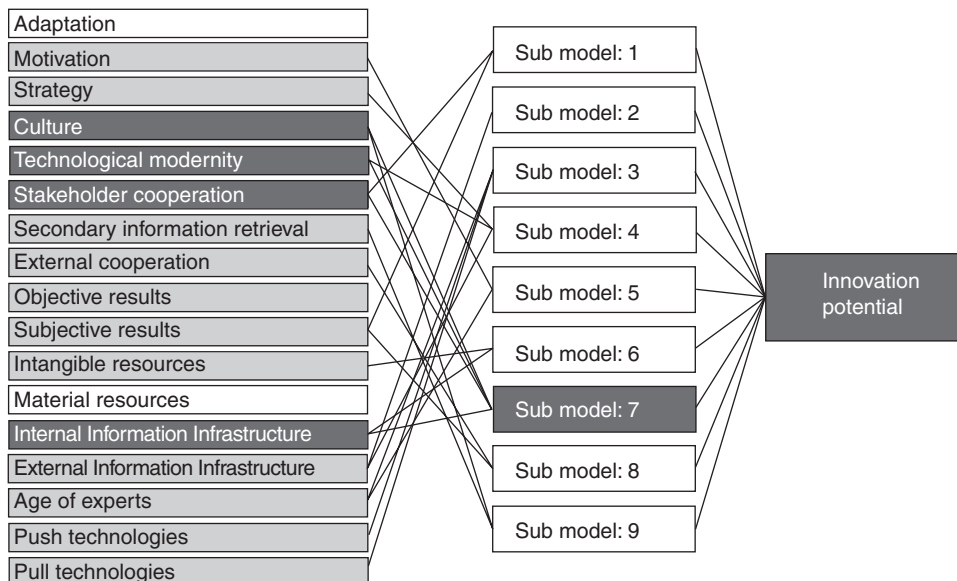 Adaptation
Motivation
Strategy
Culture
Technological modernity
Stakeholder cooperation
Secondary information retrieval
External cooperation
Objective results
Subjective results
Intangible resources
Material resources
Internal Information Infrastructure
External Information Infrastructure
Age of experts
Push technologies
Pull technologies
Sub model: 1
Sub model: 2
Sub model: 3
Sub model: 4
Sub model: 5
Sub model: 6
Sub model: 7
Sub model: 8
Sub model: 9
Innovation
potential